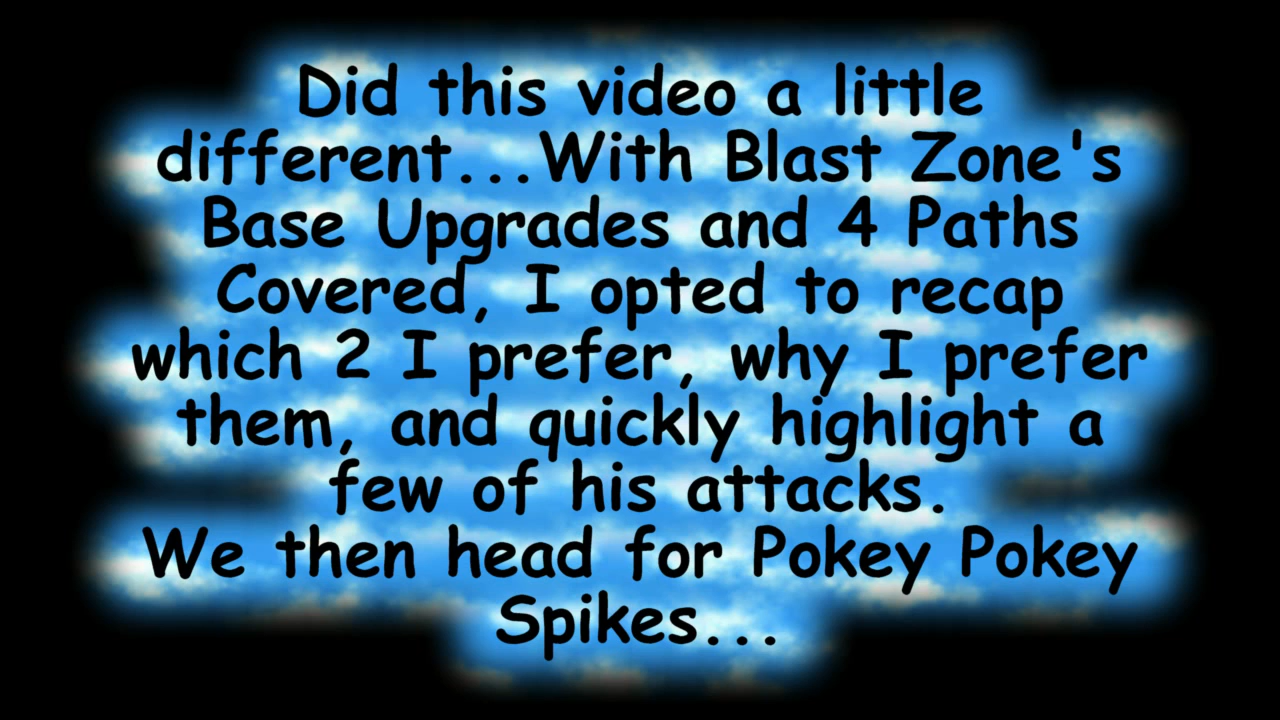 Did this video a little
different...With Blast Zone's
Base Upgrades and 4 Paths
Covered, I opted to recap
which 2 I prefer, why I prefer
them, and quickly highlight a
few of his attacks.
We then head for Pokey Pokey
Spikes...